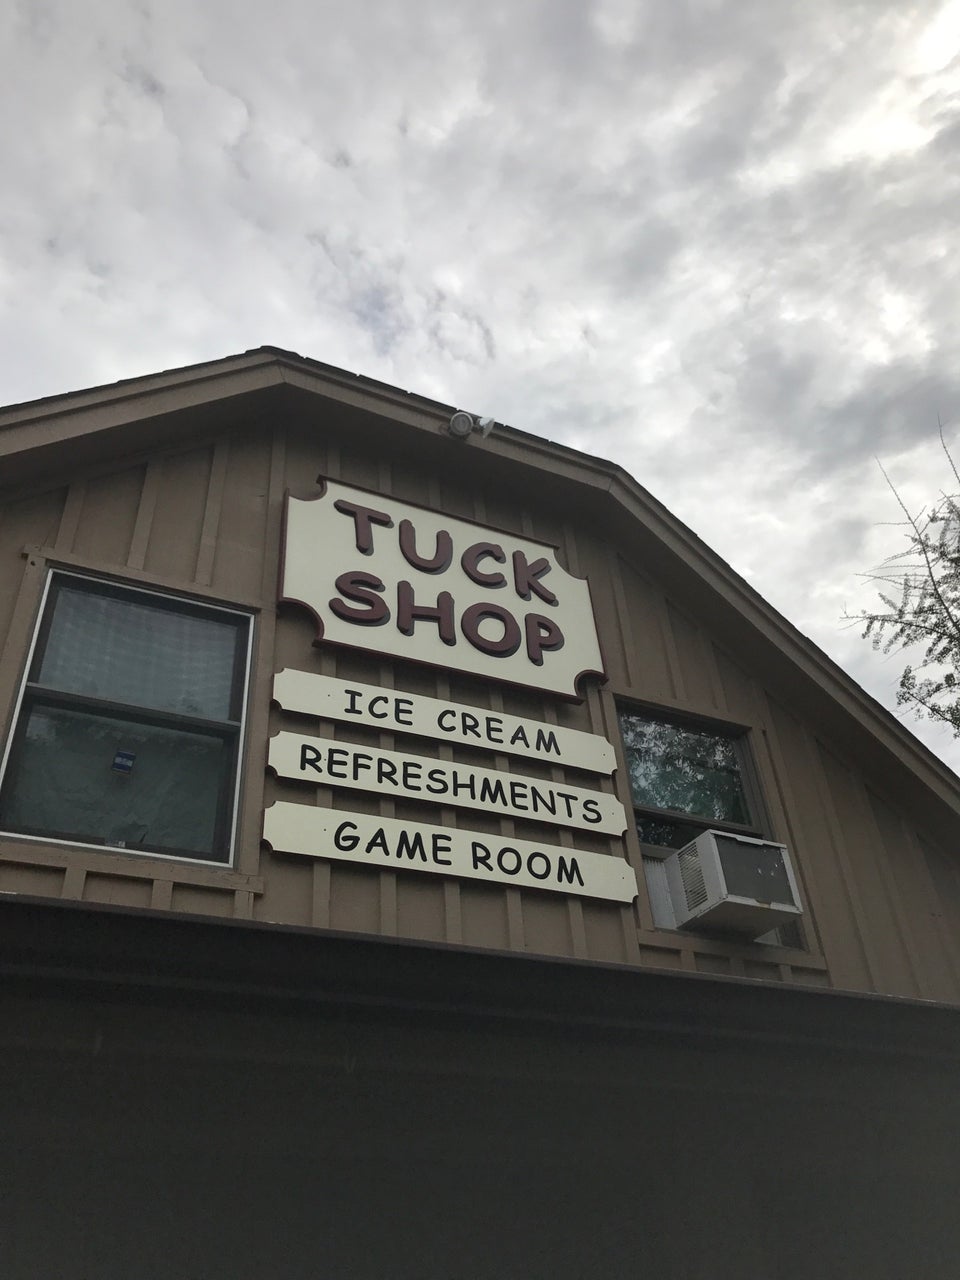 TUCK
SHOP
ICE CREAM
REFRESHMENTS
GAME ROOM